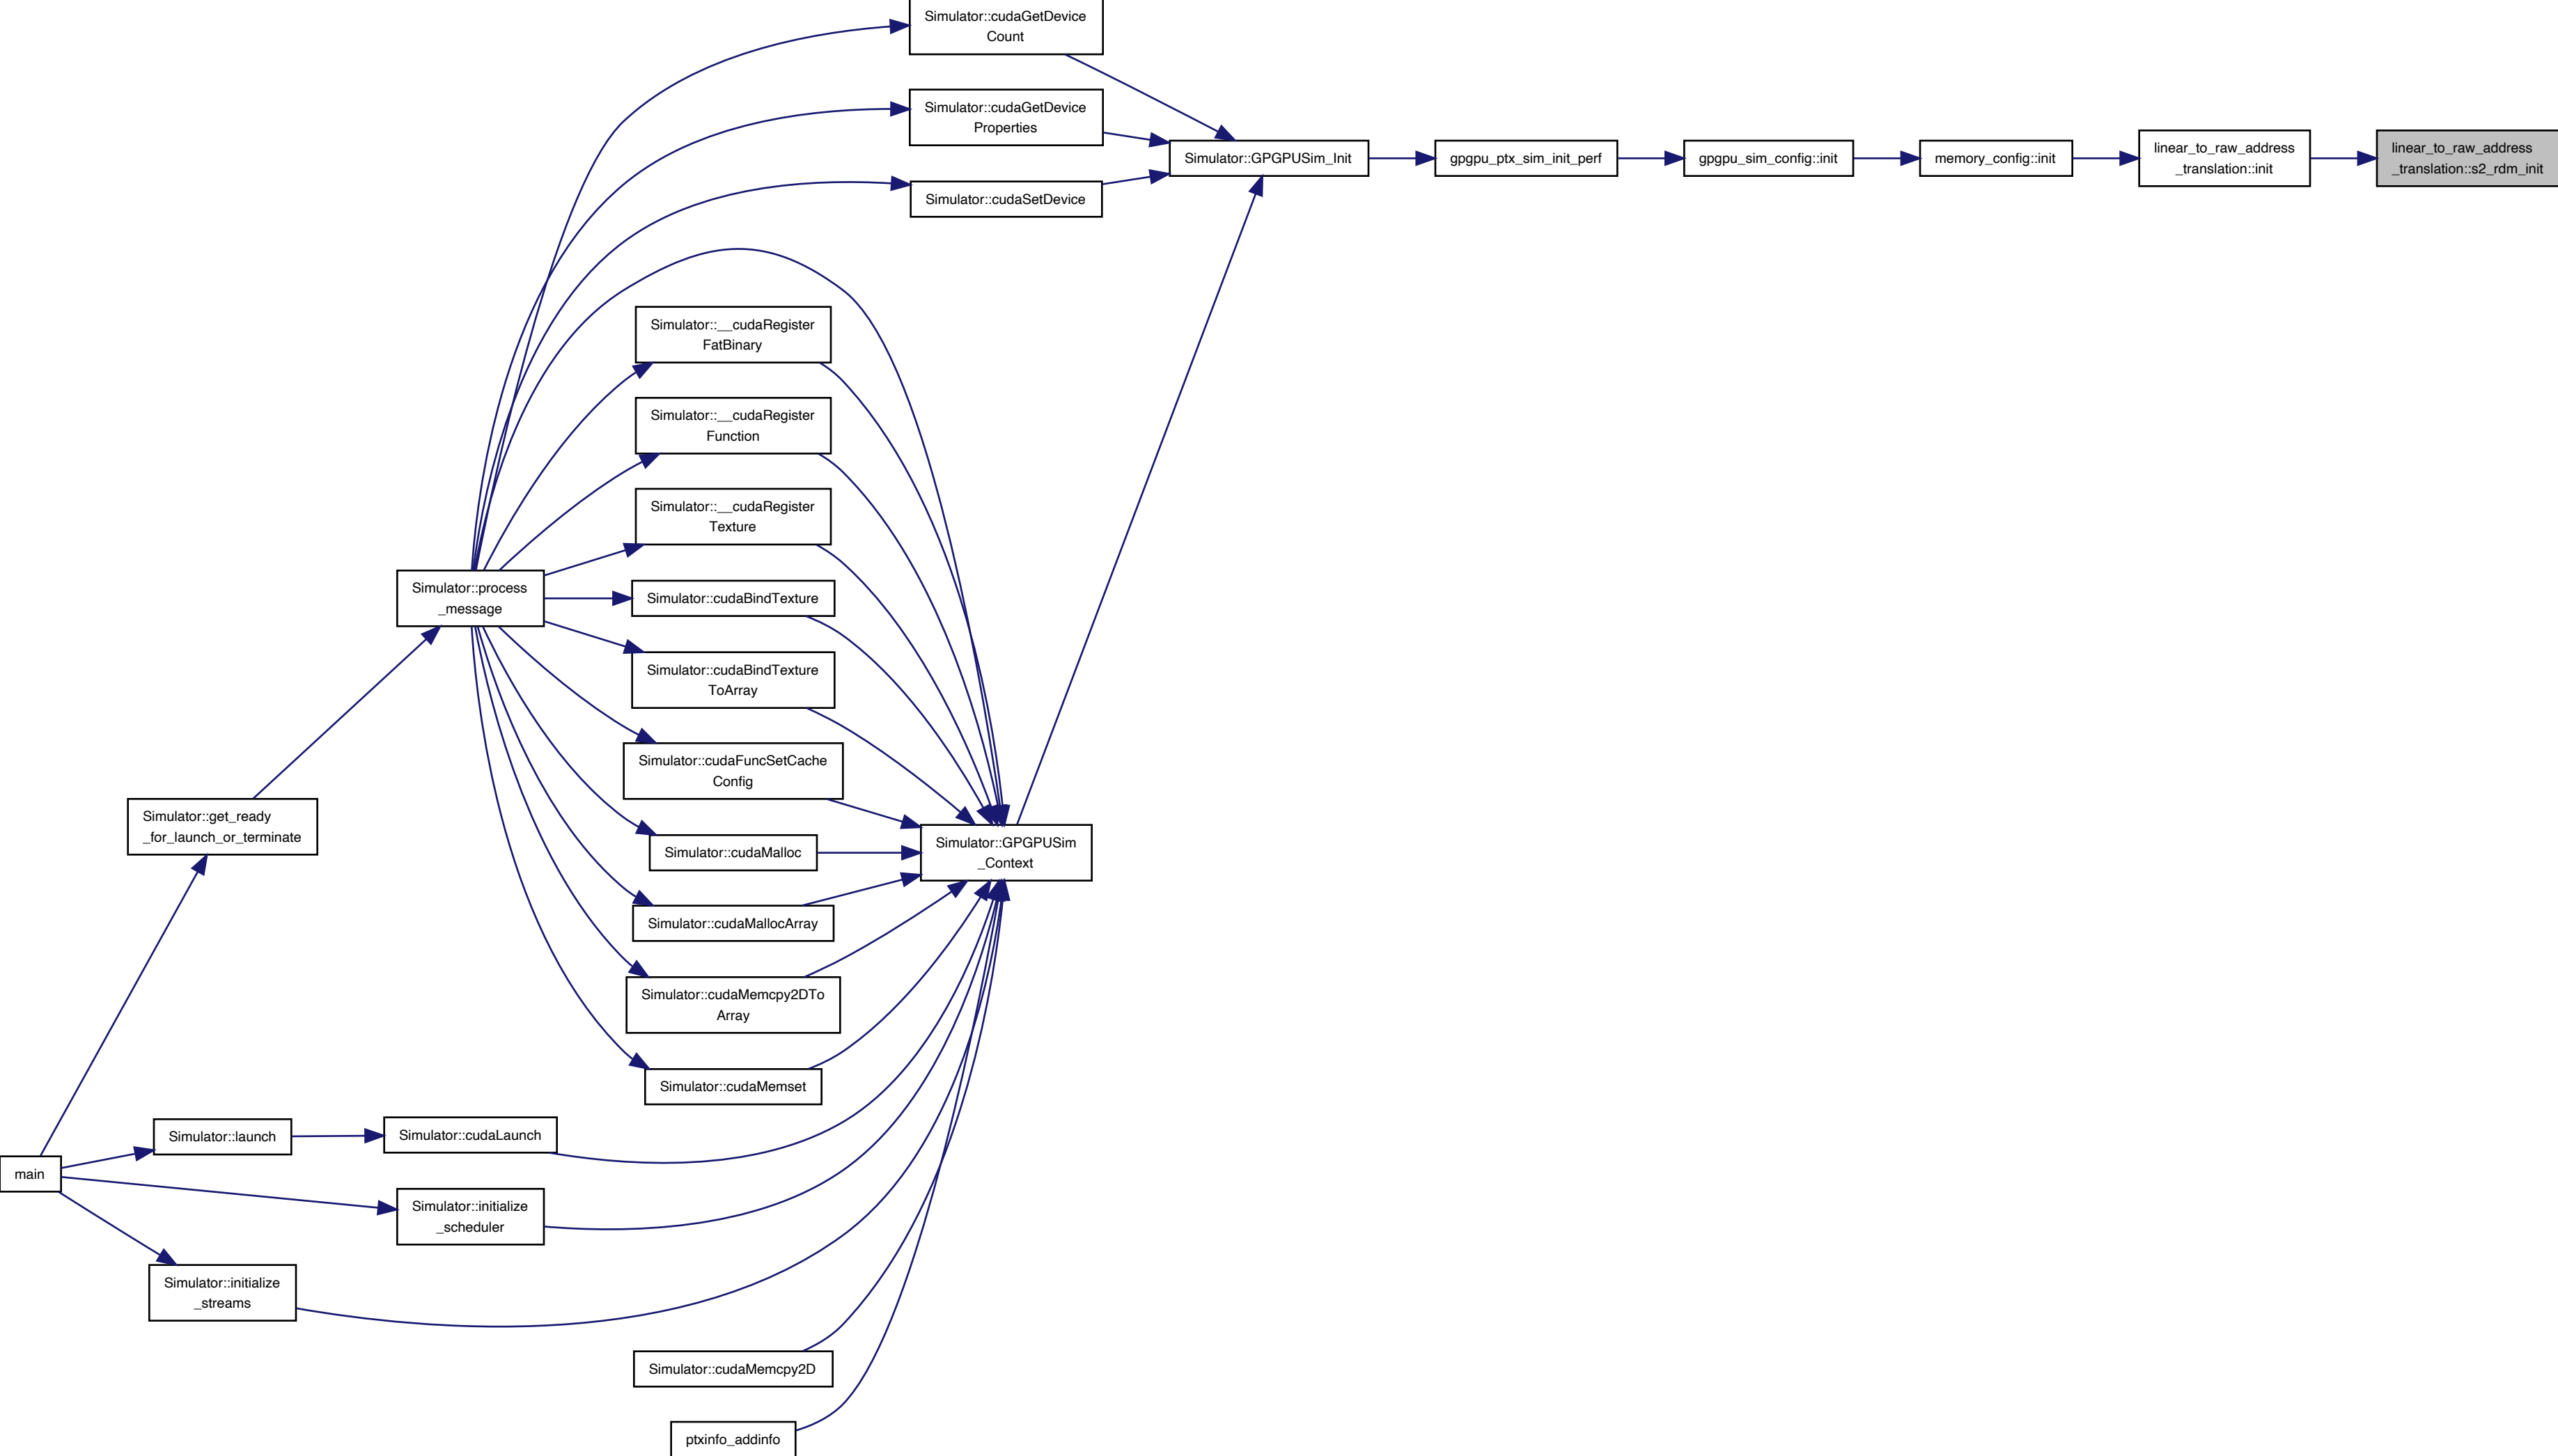 Simulator::cudaGetDevice
Count
Simulator::cudaGetDevice
Properties
Simulator::cudaSetDevice
Simulator::GPGPUSim_Init
gpgpu_ptx_sim_init_perf
gpgpu_sim_config::init
memory_config::init
linear_to_raw_address
_translation::init
linear_to_raw_address
_translation::s2_rdm_init
Simulator::__cudaRegister
FatBinary
Simulator::__cudaRegister
Function
Simulator::__cudaRegister
Texture
Simulator::process
_message
Simulator::cudaBindTexture
Simulator::cudaBindTexture
ToArray
Simulator::cudaFuncSetCache
Config
Simulator::get_ready
_for_launch_or_terminate
Simulator::cudaMalloc
Simulator::GPGPUSim
_Context
Simulator::cudaMallocArray
Simulator::cudaMemcpy2DTo
Array
Simulator::cudaMemset
Simulator::launch
Simulator::cudaLaunch
main
Simulator::initialize
_scheduler
Simulator::initialize
_streams
Simulator::cudaMemcpy2D
ptxinfo_addinfo